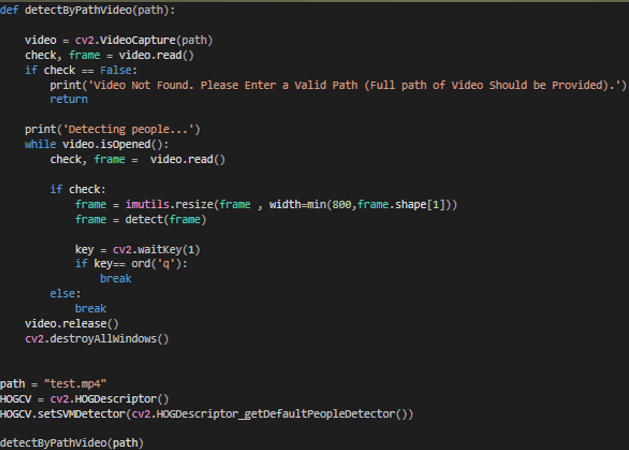 def detectByPathVideo(path):
video = cv2.VideoCapture(path)
check, frame = video.read()
if check == False:
print('Video Not Found. Please Enter a Valid Path (Full path of Video Should be Provided).')
return
print('Detecting people...')
while video.isOpened():
check, frame =  video.read()
if check:
frame = imutils.resize(frame , width=min(800,frame.shape[1]))
frame = detect(frame)
key = cv2.waitKey(1)
if key== ord('q'):
break
else:
break
video.release()
cv2.destroyAllWindows()
path = "test.mp4"
HOGCV = cv2.HOGDescriptor()
HOGCV.setSVMDetector(cv2.HOGDescriptor_getDefaultPeopleDetector())
detectByPathVideo(path)